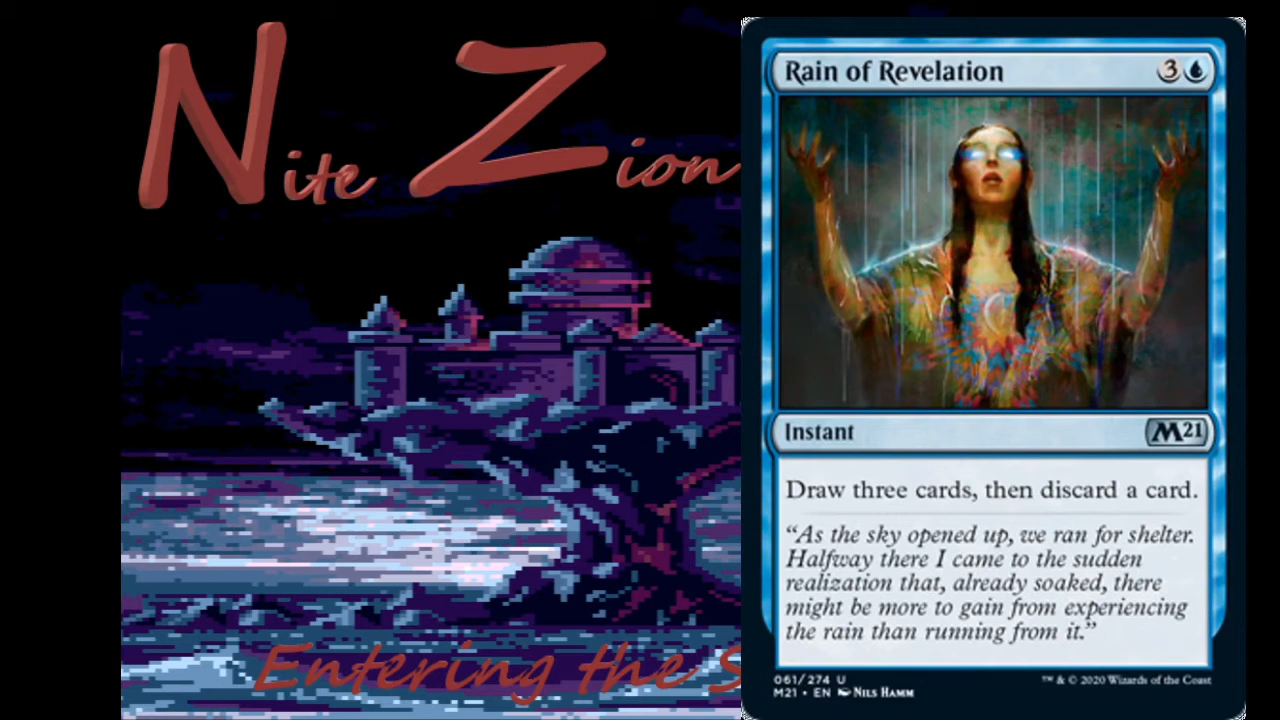 Nite Zion
Entering the S
Rain of Revelation 3
Instant M21
Draw three cards, then discard a card.
“As the sky opened up, we ran for shelter.
Halfway there I came to the sudden
realization that, already soaked, there
might be more to gain from experiencing
the rain than running from it.”
061/274 U ™ & © 2020 Wizards of the Coast
M21 • EN Nils Hamm